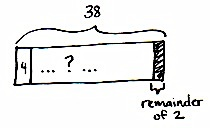 38
4 ... ? ...
remainder
of 2